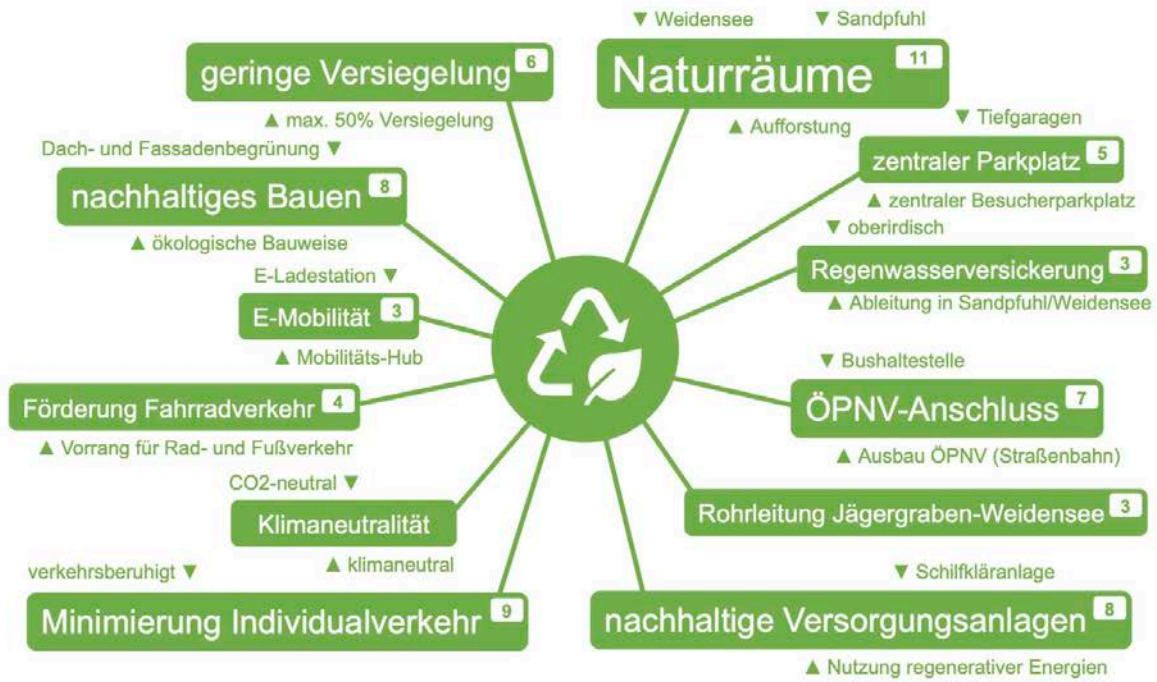 ▼ Weidensee ▼ Sandpfuhl
geringe Versiegelung 6
Naturräume 11
▲ max. 50% Versiegelung
▲ Aufforstung
▼ Tiefgaragen
Dach- und Fassadenbegrünung ▼
zentraler Parkplatz 5
nachhaltiges Bauen 8
▲ zentraler Besucherparkplatz
▲ ökologische Bauweise
▼ oberirdisch
E-Ladestation ▼
Regenwasserversickerung 3
E-Mobilität 3
▲ Ableitung in Sandpfuhl/Weidensee
▲ Mobilitäts-Hub
▼ Bushaltestelle
Förderung Fahrradverkehr 4
ÖPNV-Anschluss 7
▲ Vorrang für Rad- und Fußverkehr
▲ Ausbau ÖPNV (Straßenbahn)
CO2-neutral ▼
Klimaneutralität
Rohrleitung Jägergraben-Weidensee 3
▲ klimaneutral
verkehrsberuhigt ▼
▼ Schilfkläranlage
Minimierung Individualverkehr 9
nachhaltige Versorgungsanlagen 8
▲ Nutzung regenerativer Energien